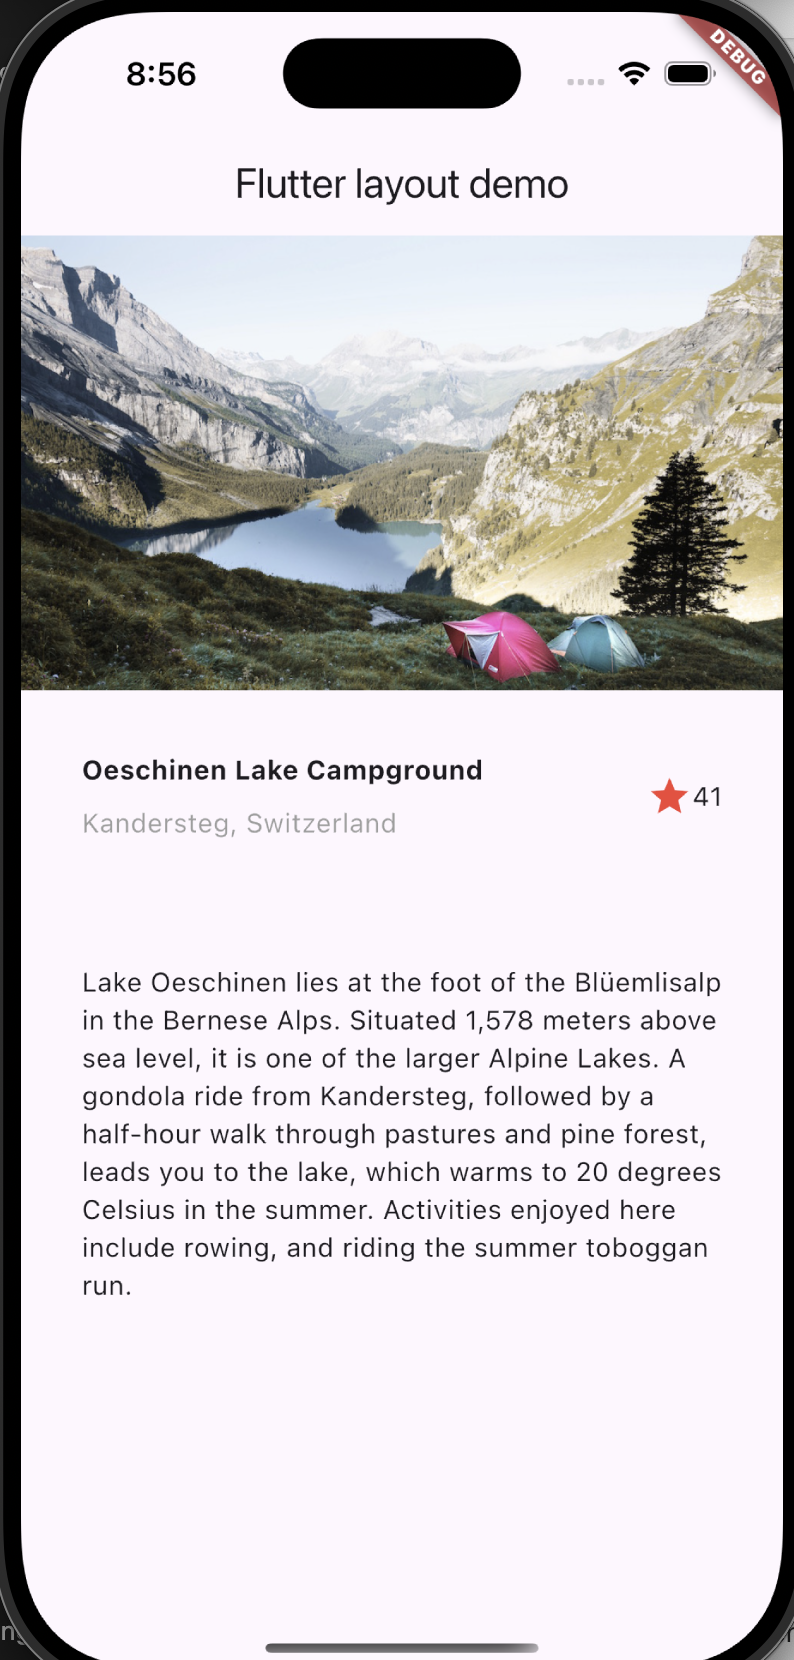 8:56
DEBUG
Flutter layout demo
Oeschinen Lake Campground
41
Kandersteg, Switzerland
Lake Oeschinen lies at the foot of the Blüemlisalp
in the Bernese Alps. Situated 1,578 meters above
sea level, it is one of the larger Alpine Lakes. A
gondola ride from Kandersteg, followed by a
half-hour walk through pastures and pine forest,
leads you to the lake, which warms to 20 degrees
Celsius in the summer. Activities enjoyed here
include rowing, and riding the summer toboggan
run.